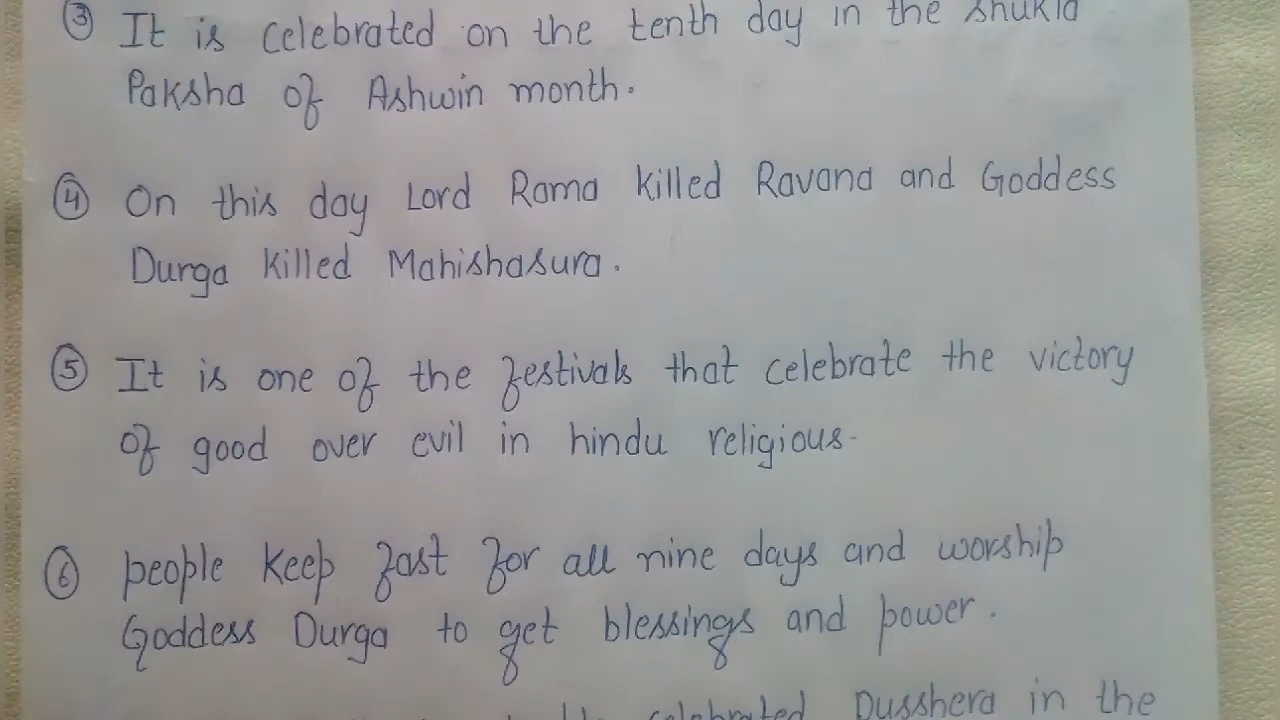 ③ It is celebrated on the tenth day in the Shukla
Paksha of Ashwin month.
④ On this day Lord Rama killed Ravana and Goddess
Durga killed Mahishasura.
⑤ It is one of the festivals that celebrate the victory
of good over evil in hindu religious.
⑥ people keep fast for all nine days and worship
Goddess Durga to get blessings and power.
celebrated Dusshera in the